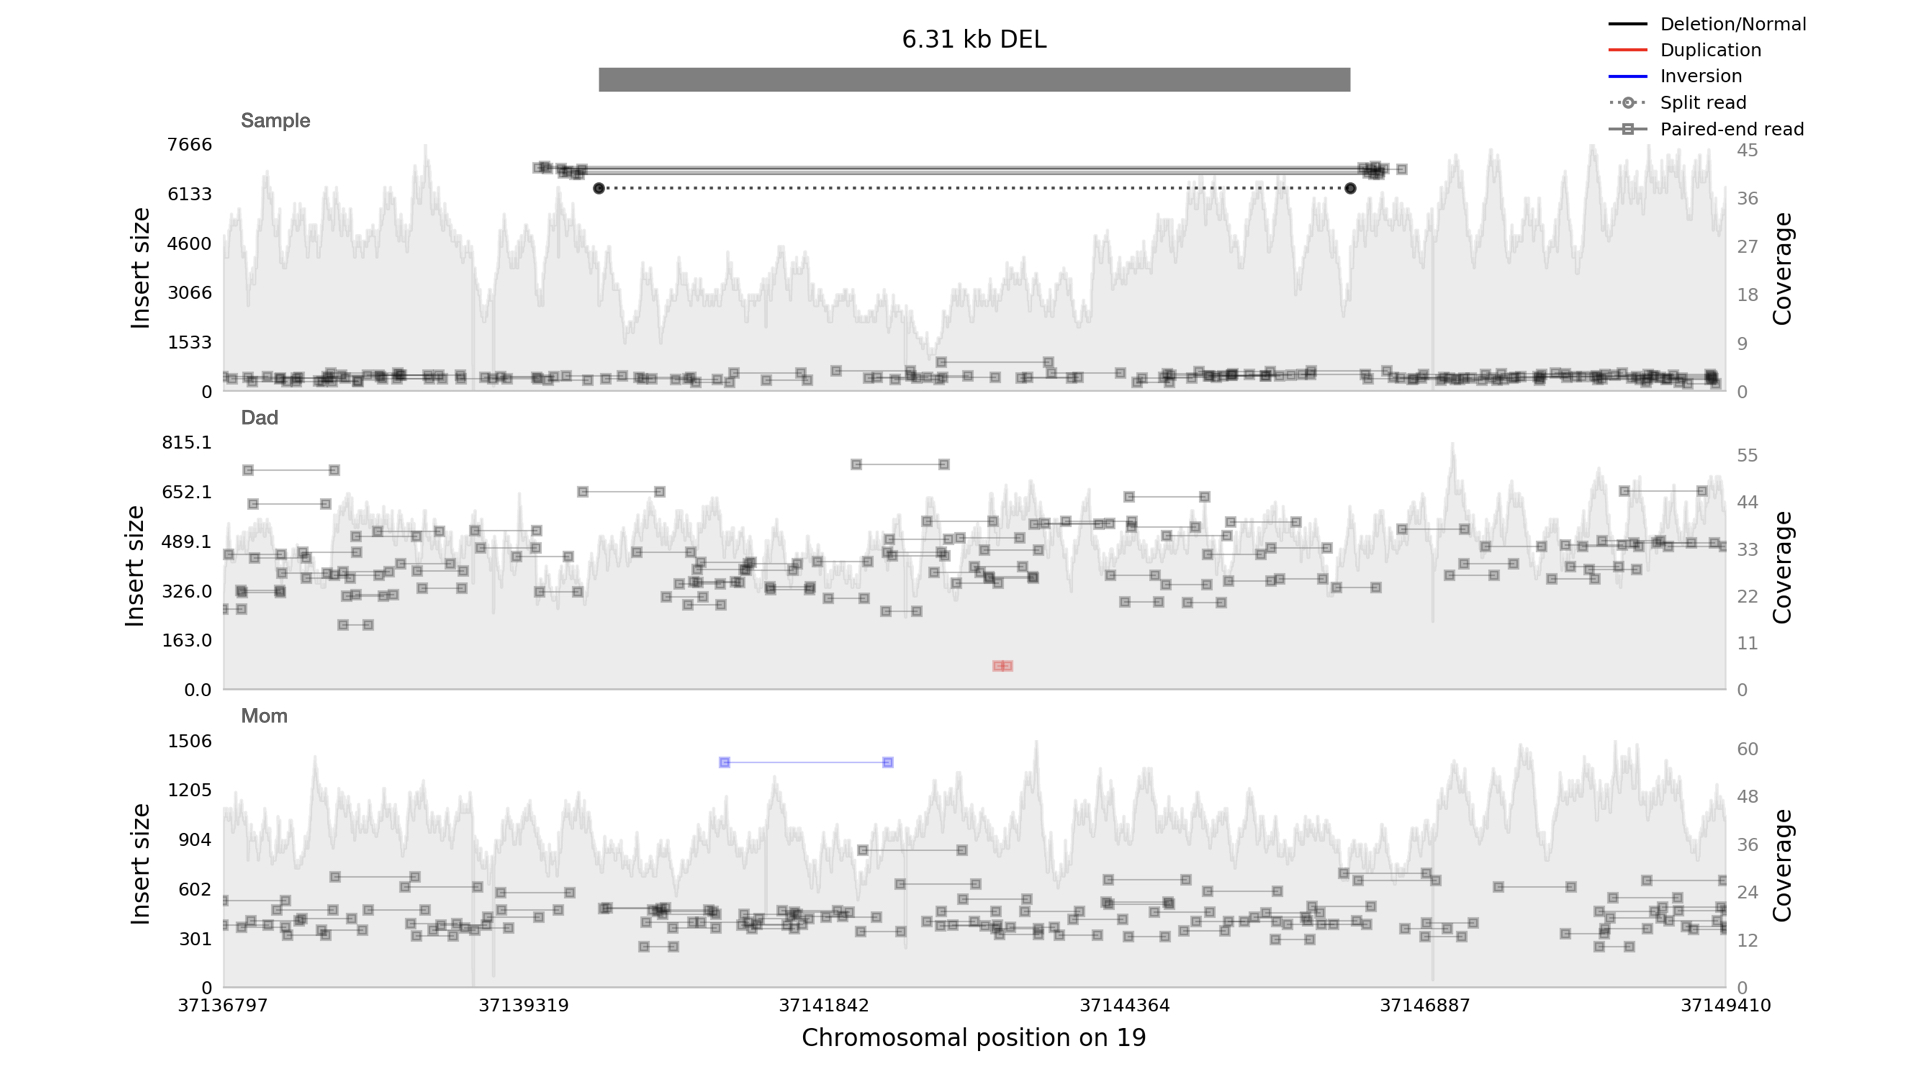 6.31 kb DEL
Deletion/Normal
Duplication
Inversion
Split read
Paired-end read
Sample
7666
6133
4600
3066
1533
0
Insert size
45
36
27
18
9
0
Coverage
Dad
815.1
652.1
489.1
326.0
163.0
0.0
Insert size
55
44
33
22
11
0
Coverage
Mom
1506
1205
904
602
301
0
Insert size
60
48
36
24
12
0
Coverage
37136797 37139319 37141842 37144364 37146887 37149410
Chromosomal position on 19